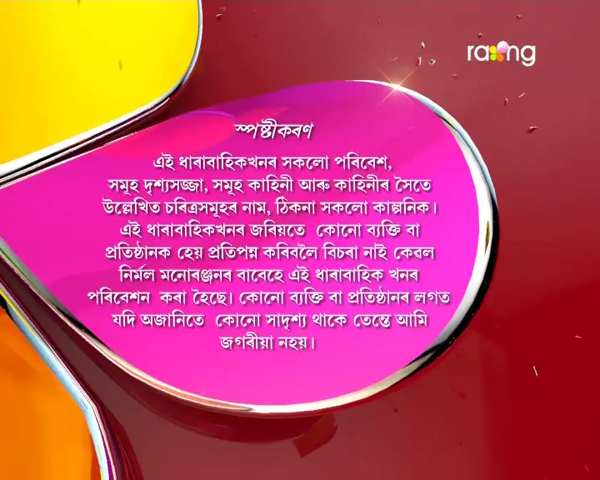 rang
স্পষ্টীকৰণ
এই ধাৰাবাহিকখনৰ সকলো পৰিবেশ,
সমূহ দৃশ্যসজ্জা, সমূহ কাহিনী আৰু কাহিনীৰ সৈতে
উল্লেখিত চৰিত্ৰসমূহৰ নাম, ঠিকনা সকলো কাল্পনিক।
এই ধাৰাবাহিকখনৰ জৰিয়তে কোনো ব্যক্তি বা
প্ৰতিষ্ঠানক হেয় প্ৰতিপন্ন কৰিবলৈ বিচৰা নাই কেৱল
নিৰ্মল মনোৰঞ্জনৰ বাবেহে এই ধাৰাবাহিক খনৰ
পৰিবেশন কৰা হৈছে। কোনো ব্যক্তি বা প্ৰতিষ্ঠানৰ লগত
যদি অজানিতে কোনো সাদৃশ্য থাকে তেন্তে আমি
জগৰীয়া নহয়।